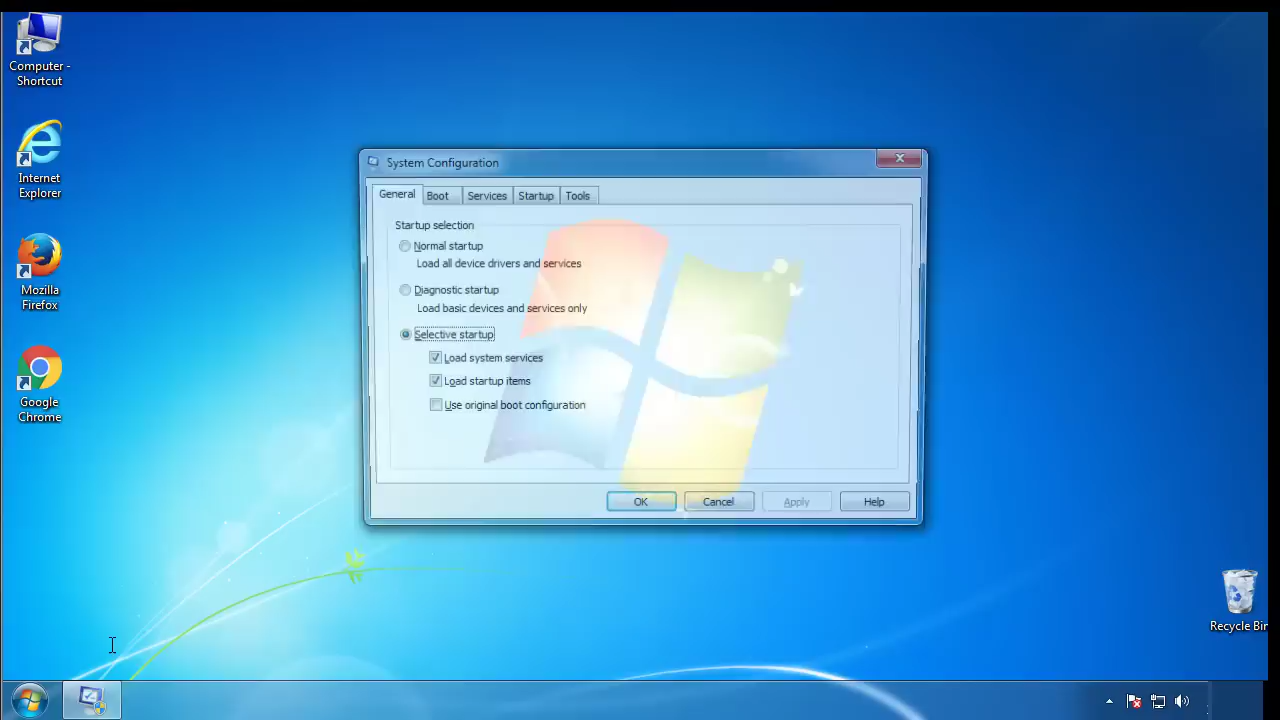 Computer -
Shortcut
Internet
Explorer
Mozilla
Firefox
Google
Chrome
System Configuration
General Boot Services Startup Tools
Startup selection
Normal startup
Load all device drivers and services
Diagnostic startup
Load basic devices and services only
Selective startup
Load system services
Load startup items
Use original boot configuration
OK Cancel Apply Help
Recycle Bin